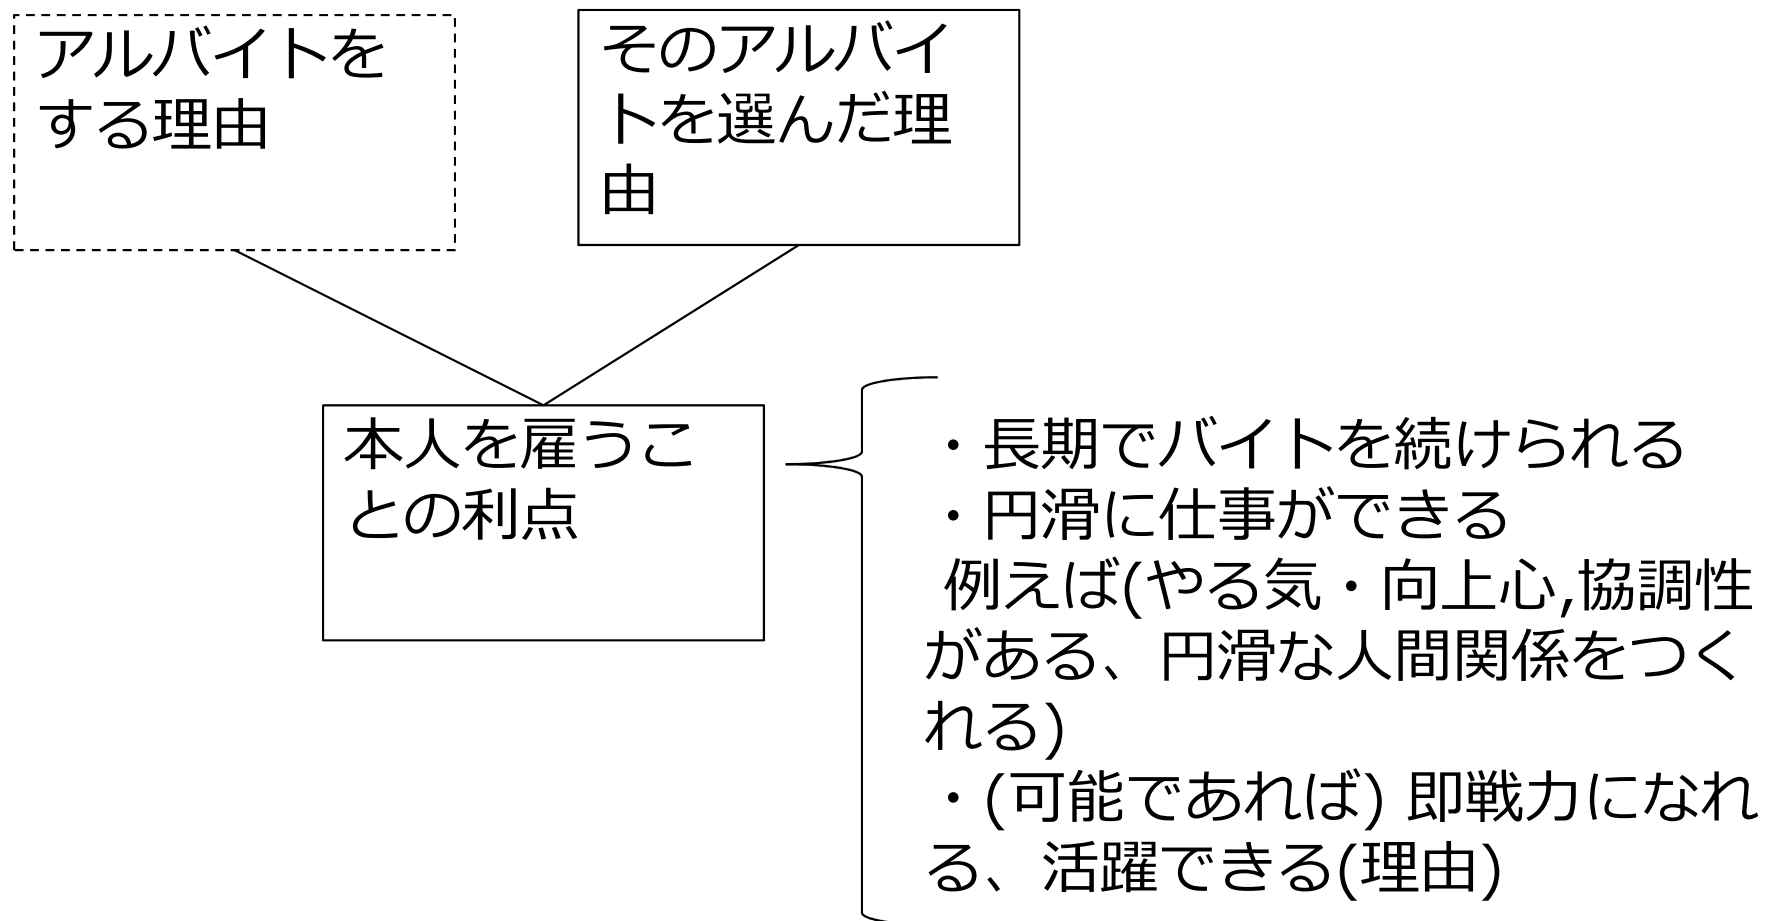 アルバイトを
する理由
そのアルバイ
トを選んだ理
由
本人を雇うこ
との利点
・長期でバイトを続けられる
・円滑に仕事ができる
例えば(やる気・向上心,協調性
がある、円滑な人間関係をつく
れる)
・(可能であれば) 即戦力になれ
る、活躍できる(理由)